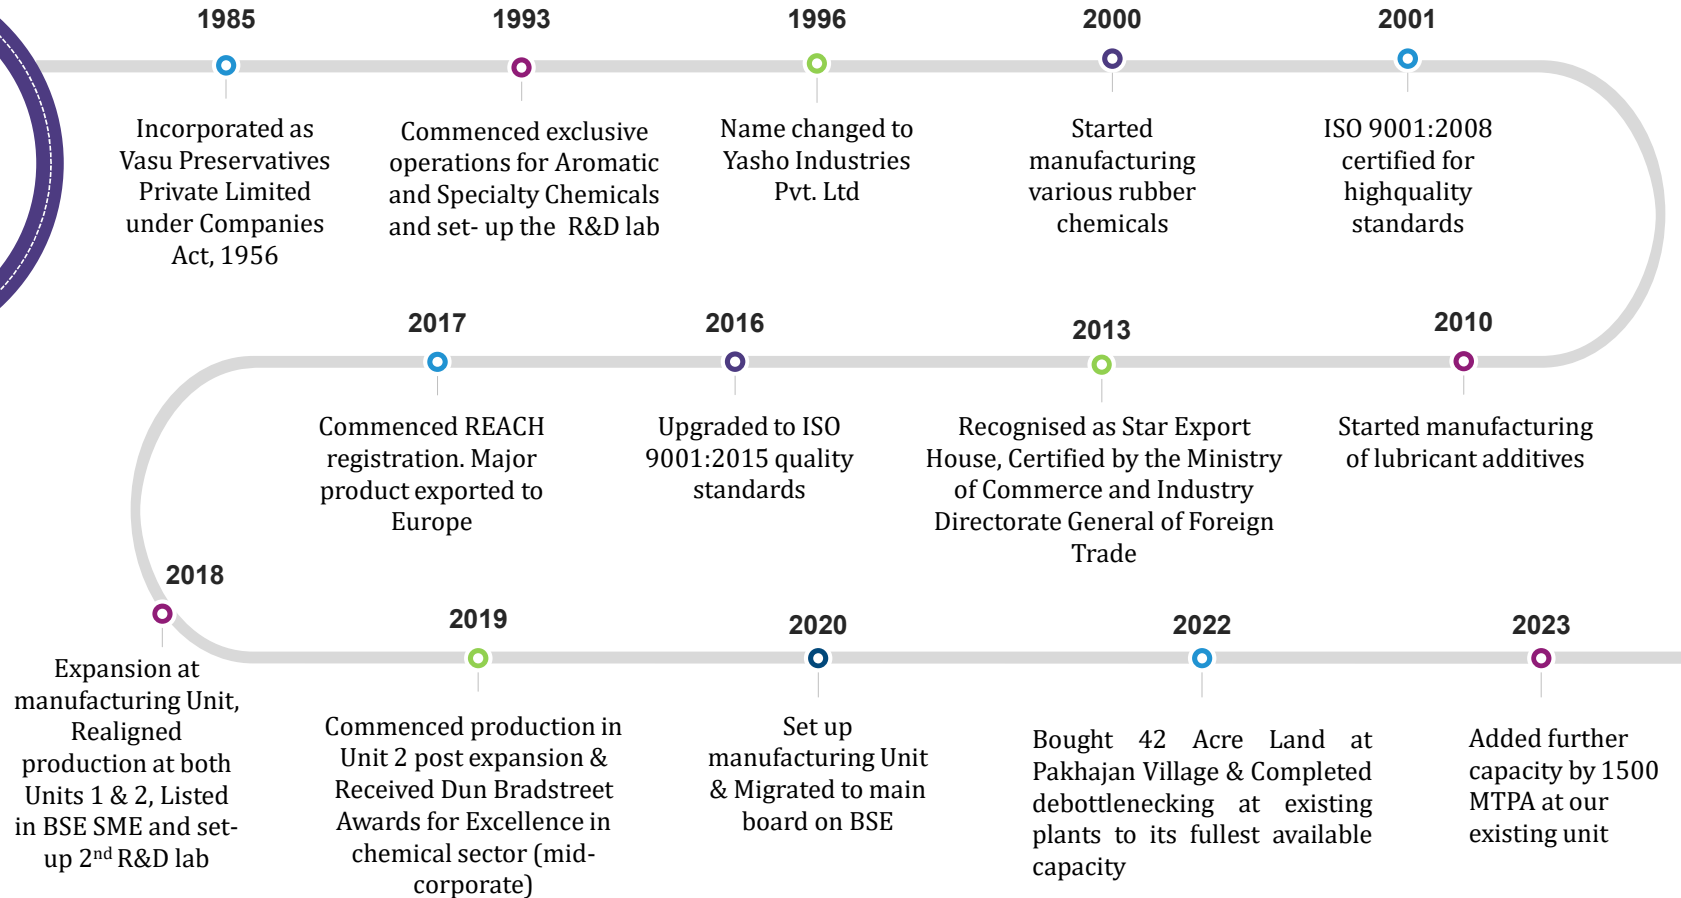 1985
Incorporated as
Vasu Preservatives
Private Limited
under Companies
Act, 1956
1993
Commenced exclusive
operations for Aromatic
and Specialty Chemicals
and set- up the R&D lab
1996
Name changed to
Yasho Industries
Pvt. Ltd
2000
Started
manufacturing
various rubber
chemicals
2001
ISO 9001:2008
certified for
highquality
standards
2010
Started manufacturing
of lubricant additives
2013
Recognised as Star Export
House, Certified by the Ministry
of Commerce and Industry
Directorate General of Foreign
Trade
2016
Upgraded to ISO
9001:2015 quality
standards
2017
Commenced REACH
registration. Major
product exported to
Europe
2018
Expansion at
manufacturing Unit,
Realigned
production at both
Units 1 & 2, Listed
in BSE SME and set-
up 2nd R&D lab
2019
Commenced production in
Unit 2 post expansion &
Received Dun Bradstreet
Awards for Excellence in
chemical sector (mid-
corporate)
2020
Set up
manufacturing Unit
& Migrated to main
board on BSE
2022
Bought 42 Acre Land at
Pakhajan Village & Completed
debottlenecking at existing
plants to its fullest available
capacity
2023
Added further
capacity by 1500
MTPA at our
existing unit